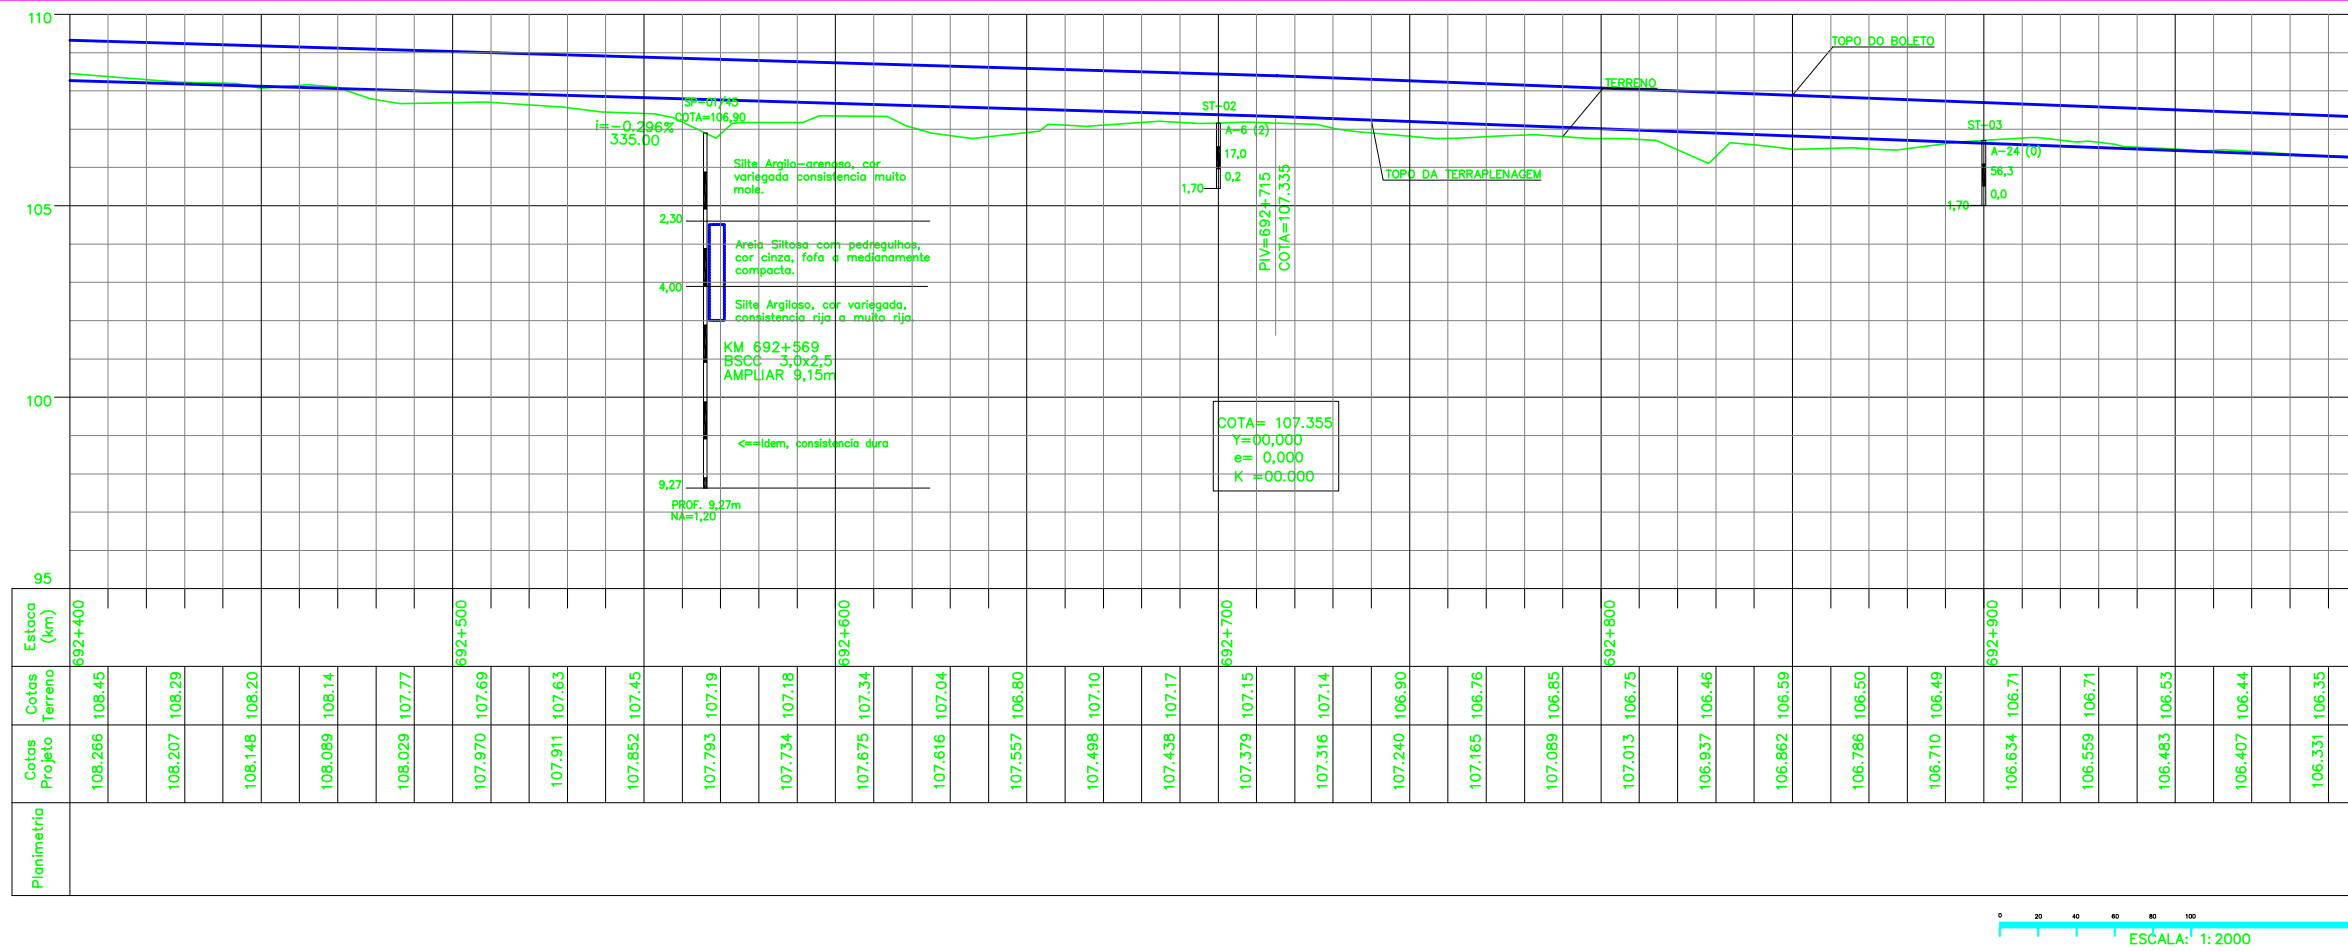 110
TOPO DO BOLETO
TERRENO
SP-01/45
COTA=106,90
ST-02
i=-0.296%
335.00
A-6 (2)
17,0
0,2
1,70
ST-03
A-24 (0)
56,3
0,0
1,70
Silte Argilo-arenoso, cor
variegada consistencia muito
mole.
TOPO DA TERRAPLENAGEM
PIV=692+715
COTA=107.335
105
2,30
Areia Siltosa com pedregulhos,
cor cinza, fofa a medianamente
compacta.
4,00
Silte Argiloso, cor variegada,
consistencia rija a muito rija.
KM 692+569
BSCC 3,0x2,5
AMPLIAR 9,15m
100
COTA= 107.355
Y=00,000
e= 0,000
K =00.000
<==Idem, consistencia dura
9,27
PROF. 9,27m
NA=1,20
95
Estaca
(km)
692+400 692+500 692+600 692+700 692+800 692+900
Cotas
Terreno
108.45 108.29 108.20 108.14 107.77 107.69 107.63 107.45 107.19 107.18 107.34 107.04 106.80 107.10 107.17 107.15 107.14 106.90 106.76 106.85 106.75 106.46 106.59 106.50 106.49 106.71 106.71 106.53 106.44 106.35
Cotas
Projeto
108.266 108.207 108.148 108.089 108.029 107.970 107.911 107.852 107.793 107.734 107.675 107.616 107.557 107.498 107.438 107.379 107.316 107.240 107.165 107.089 107.013 106.937 106.862 106.786 106.710 106.634 106.559 106.483 106.407 106.331
Planimetria
0 20 40 60 80 100
ESCALA: 1:2000